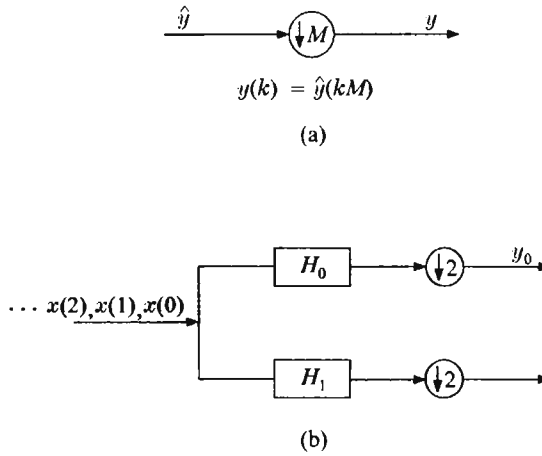 ŷ ↓M y
y(k) = ŷ(kM)
(a)
H₀ ↓2 y₀
··· x(2), x(1), x(0)
H₁ ↓2
(b)